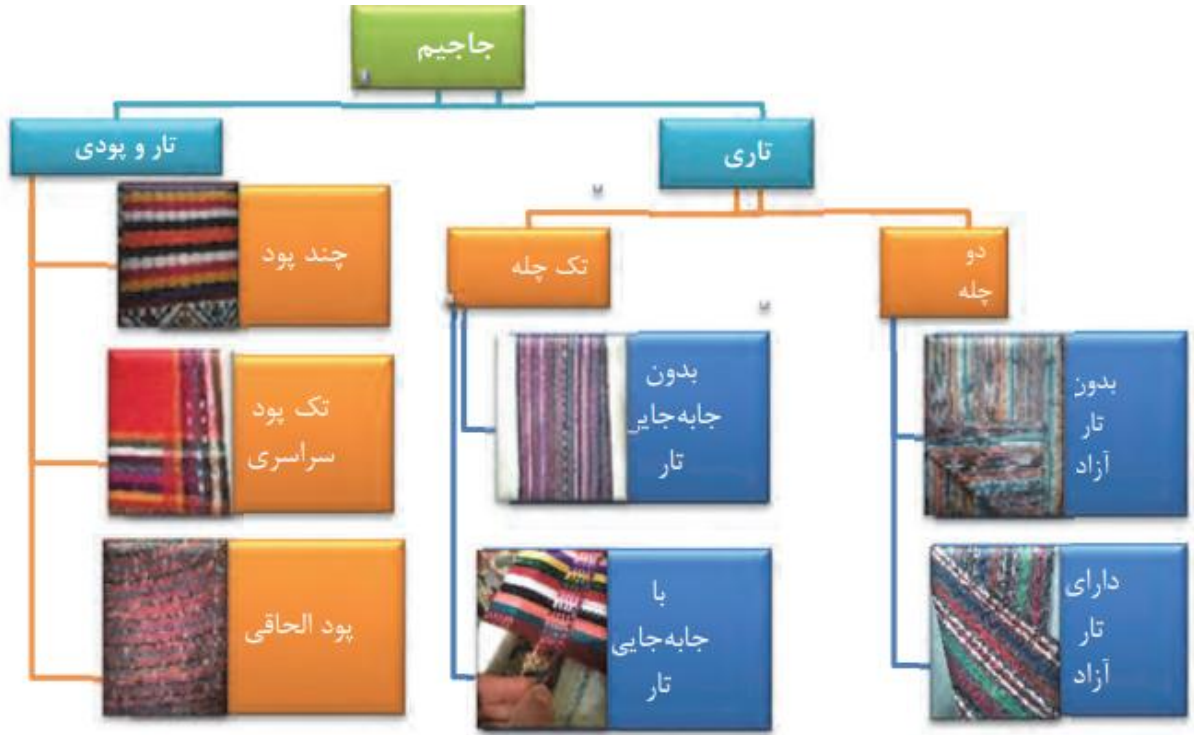 جاجیم
تاری
تار و پودی
دو
چله
تک چله
چند پود
بدون
تار
آزاد
بدون
جابه‌جایی
تار
تک پود
سراسری
دارای
تار
آزاد
با
جابه‌جایی
تار
پود الحاقی